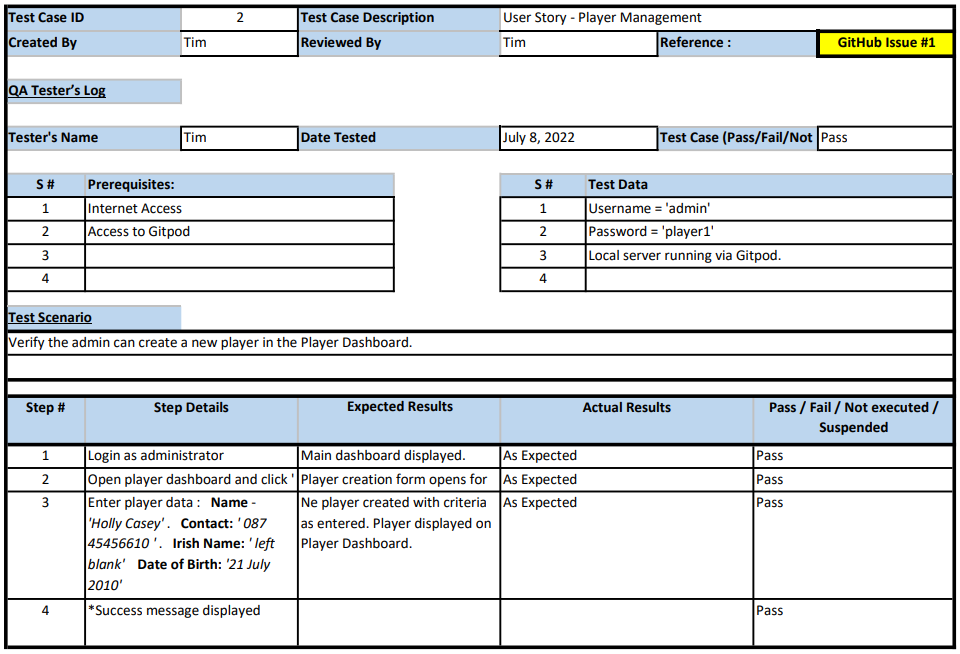 Test Case ID 2 Test Case Description User Story - Player Management
Created By Tim Reviewed By Tim Reference : GitHub Issue #1
QA Tester's Log
Tester's Name Tim Date Tested July 8, 2022 Test Case (Pass/Fail/Not Pass
S # Prerequisites: S # Test Data
1 Internet Access 1 Username = 'admin'
2 Access to Gitpod 2 Password = 'player1'
3 3 Local server running via Gitpod.
4 4
Test Scenario
Verify the admin can create a new player in the Player Dashboard.
Step # Step Details Expected Results Actual Results Pass / Fail / Not executed /
Suspended
1 Login as administrator Main dashboard displayed. As Expected Pass
2 Open player dashboard and click ' Player creation form opens for As Expected Pass
3 Enter player data : Name - Ne player created with criteria As Expected Pass
'Holly Casey' . Contact: ' 087 as entered. Player displayed on
45456610 ' . Irish Name: ' left Player Dashboard.
blank' Date of Birth: '21 July
2010'
4 *Success message displayed Pass